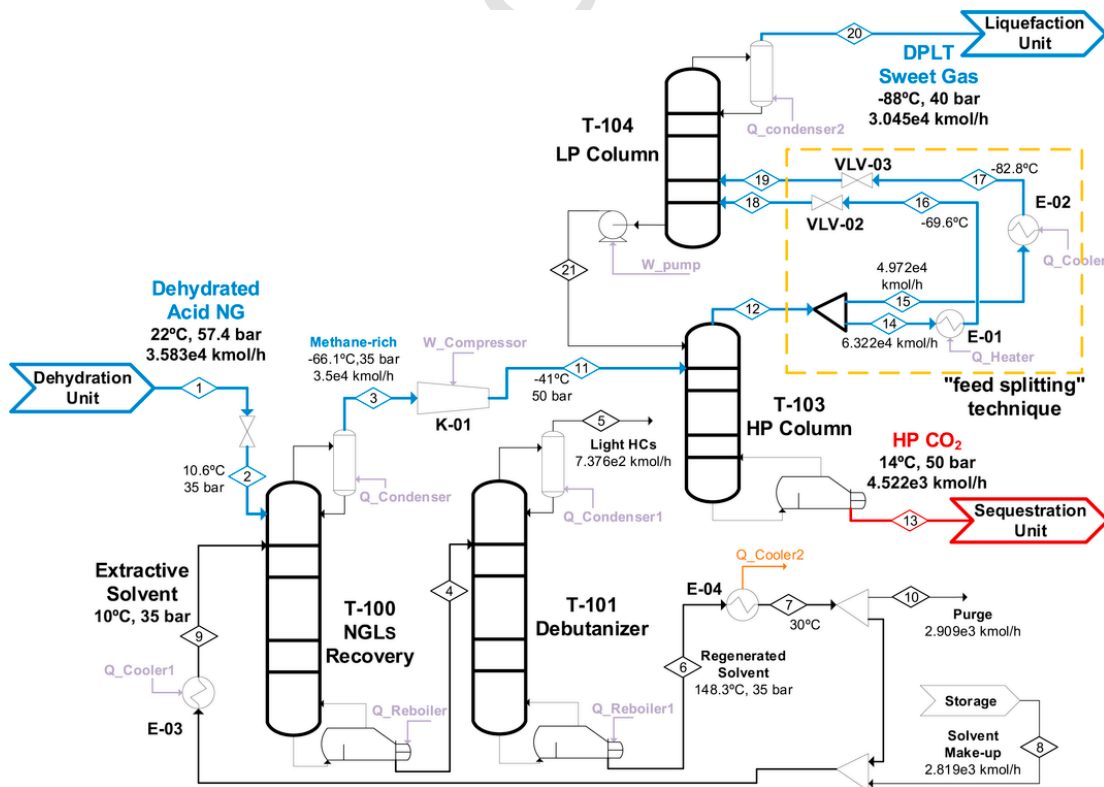 20
Liquefaction
Unit
DPLT
Sweet Gas
-88ºC, 40 bar
3.045e4 kmol/h
Q_condenser2
T-104
LP Column
VLV-03
19
17
-82.8ºC
18
VLV-02
16
-69.6ºC
E-02
Q_Cooler
W_pump
21
4.972e4
kmol/h
15
12
14
6.322e4 kmol/h
E-01
Q_Heater
"feed splitting"
technique
Dehydrated
Acid NG
22ºC, 57.4 bar
3.583e4 kmol/h
Dehydration
Unit
1
Methane-rich
-66.1ºC,35 bar
3.5e4 kmol/h
W_Compressor
3
K-01
-41ºC
50 bar
11
T-103
HP Column
5
Light HCs
7.376e2 kmol/h
10.6ºC
35 bar
2
Q_Condenser
Q_Condenser1
HP CO₂
14ºC, 50 bar
4.522e3 kmol/h
13
Sequestration
Unit
Extractive
Solvent
10ºC, 35 bar
9
T-100
NGLs
Recovery
4
T-101
Debutanizer
Q_Cooler2
E-04
7
30ºC
10
Purge
2.909e3 kmol/h
6
Regenerated
Solvent
148.3ºC, 35 bar
Q_Cooler1
E-03
Q_Reboiler
Q_Reboiler1
Storage
Solvent
Make-up
2.819e3 kmol/h
8